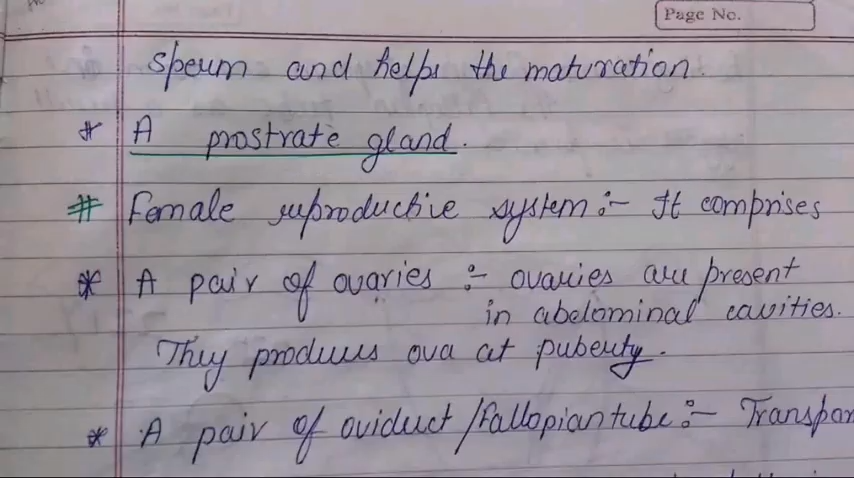 Page No.
sperm and helps the maturation.
* A prostrate gland.
# Female reproductive system :- It comprises
* A pair of ovaries :- ovaries are present
in abdominal cavities.
They produces ova at puberty.
* A pair of oviduct / fallopian tube :- Transpor